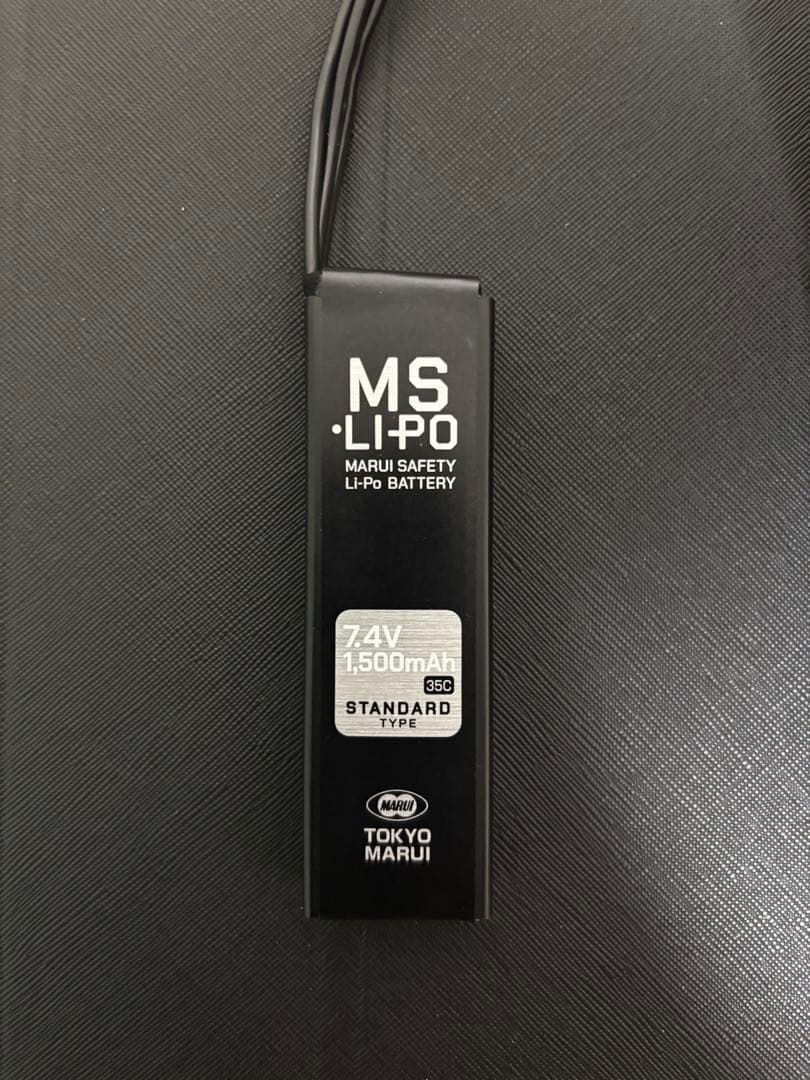 MS
・LI-PO
MARUI SAFETY
Li-Po BATTERY
7.4V
1,500mAh
35C
STANDARD
TYPE
MARUI
TOKYO
MARUI